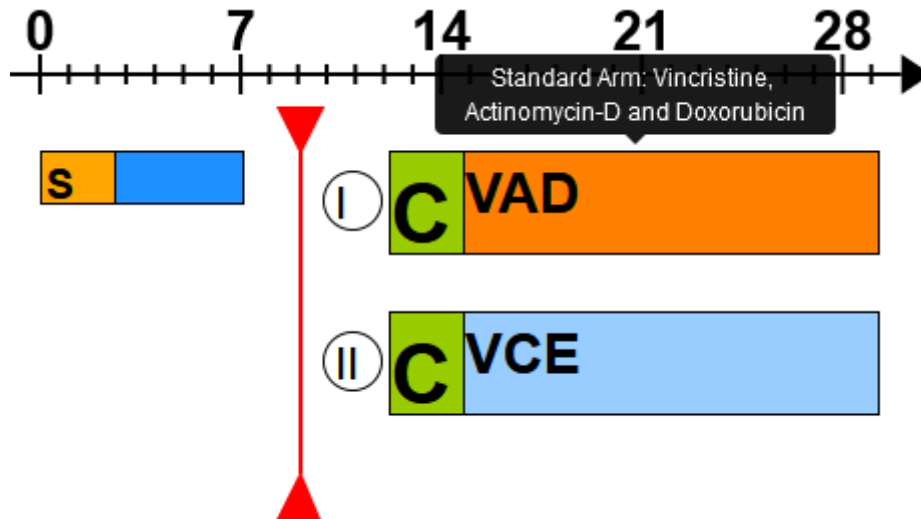 0 7 14 21 28
Standard Arm: Vincristine,
Actinomycin-D and Doxorubicin
S
I C VAD
II C VCE